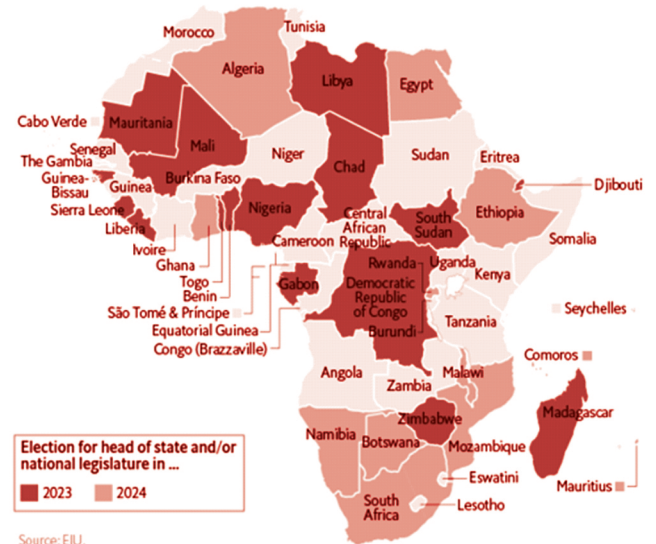 Morocco
Tunisia
Algeria
Libya
Egypt
Cabo Verde
Mauritania
Mali
Niger
Chad
Sudan
Eritrea
Senegal
The Gambia
Guinea-
Bissau
Guinea
Burkina Faso
Djibouti
Sierra Leone
Nigeria
Ethiopia
Liberia
Central
African
Republic
South
Sudan
Somalia
Ivoire
Cameroon
Ghana
Togo
Benin
Gabon
Rwanda
Uganda
Kenya
Democratic
Republic
of Congo
São Tomé & Príncipe
Seychelles
Equatorial Guinea
Burundi
Tanzania
Congo (Brazzaville)
Comoros
Angola
Malawi
Zambia
Madagascar
Zimbabwe
Namibia
Botswana
Mozambique
Eswatini
Mauritius
South
Africa
Lesotho
Election for head of state and/or
national legislature in ...
2023 2024
Source: EIU.